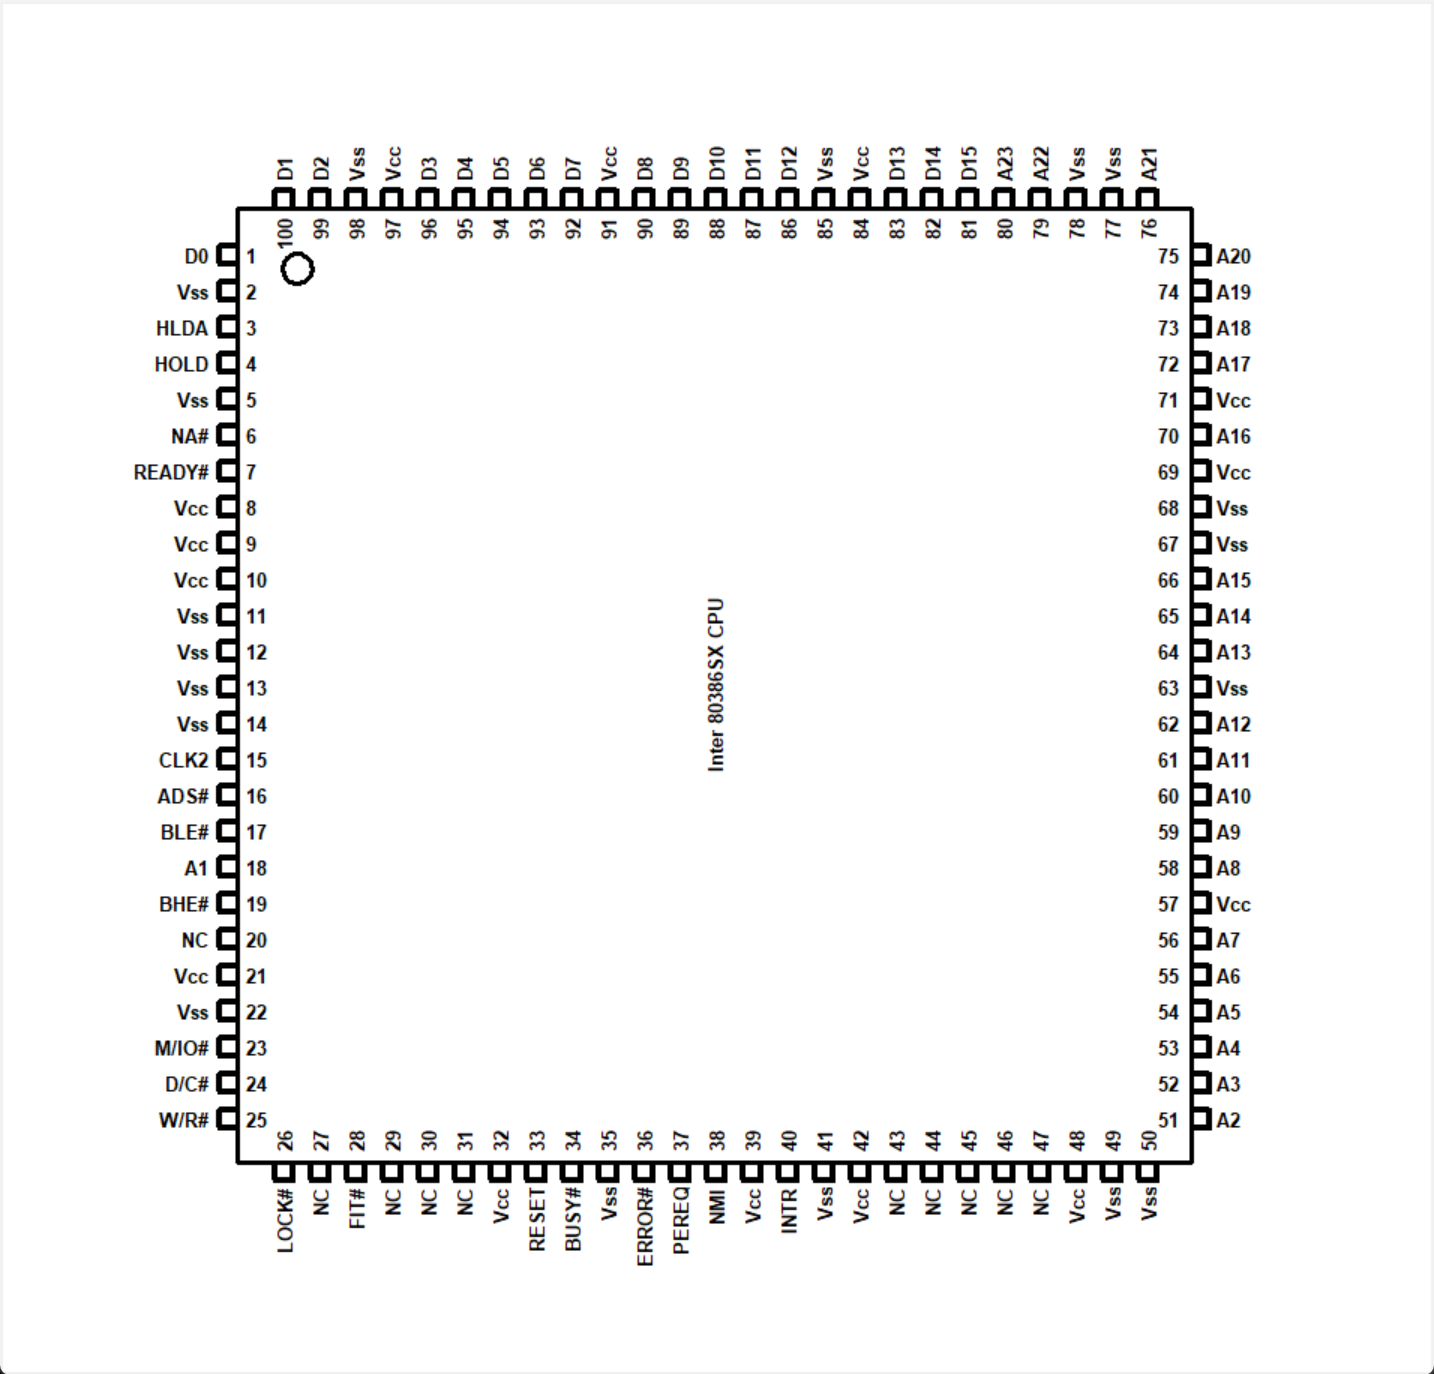 D1 D2 Vss Vcc D3 D4 D5 D6 D7 Vcc D8 D9 D10 D11 D12 Vss Vcc D13 D14 D15 A23 A22 Vss Vss A21
100 99 98 97 96 95 94 93 92 91 90 89 88 87 86 85 84 83 82 81 80 79 78 77 76
D0 1 75 A20
Vss 2 74 A19
HLDA 3 73 A18
HOLD 4 72 A17
Vss 5 71 Vcc
NA# 6 70 A16
READY# 7 69 Vcc
Vcc 8 68 Vss
Vcc 9 67 Vss
Vcc 10 66 A15
Vss 11 65 A14
Vss 12 64 A13
Vss 13 63 Vss
Vss 14 62 A12
CLK2 15 61 A11
ADS# 16 60 A10
BLE# 17 59 A9
A1 18 58 A8
BHE# 19 57 Vcc
NC 20 56 A7
Vcc 21 55 A6
Vss 22 54 A5
M/IO# 23 53 A4
D/C# 24 52 A3
W/R# 25 51 A2
Inter 80386SX CPU
26 27 28 29 30 31 32 33 34 35 36 37 38 39 40 41 42 43 44 45 46 47 48 49 50
LOCK# NC FIT# NC NC NC Vcc RESET BUSY# Vss ERROR# PEREQ NMI Vcc INTR Vss Vcc NC NC NC NC NC Vcc Vss Vss